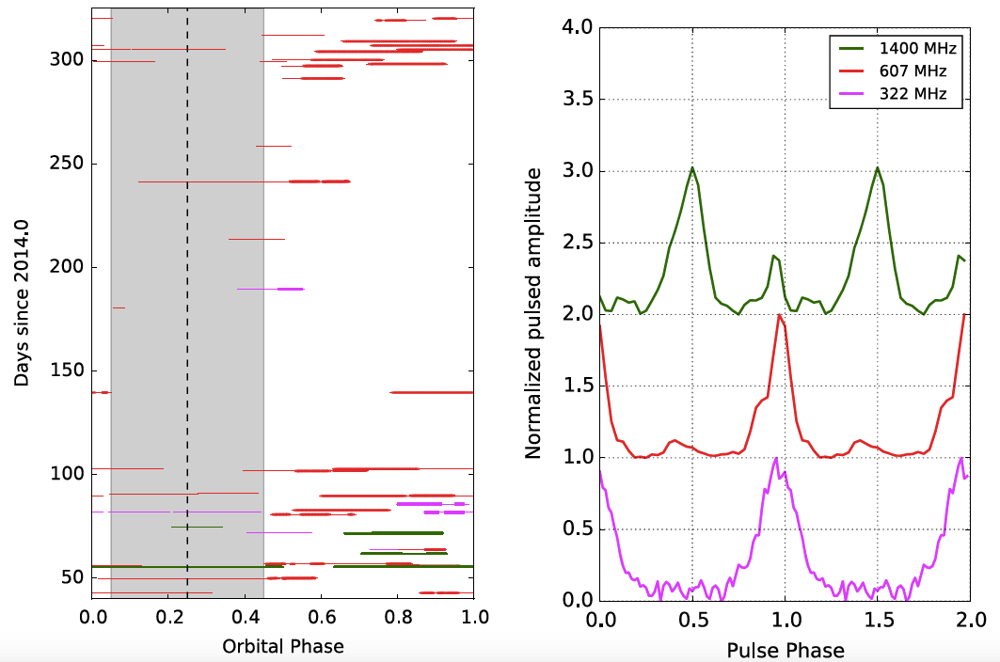 300
250
200
150
100
50
0.0 0.2 0.4 0.6 0.8 1.0
Days since 2014.0
Orbital Phase
4.0
3.5
3.0
2.5
2.0
1.5
1.0
0.5
0.0
0.0 0.5 1.0 1.5 2.0
Normalized pulsed amplitude
Pulse Phase
1400 MHz
607 MHz
322 MHz